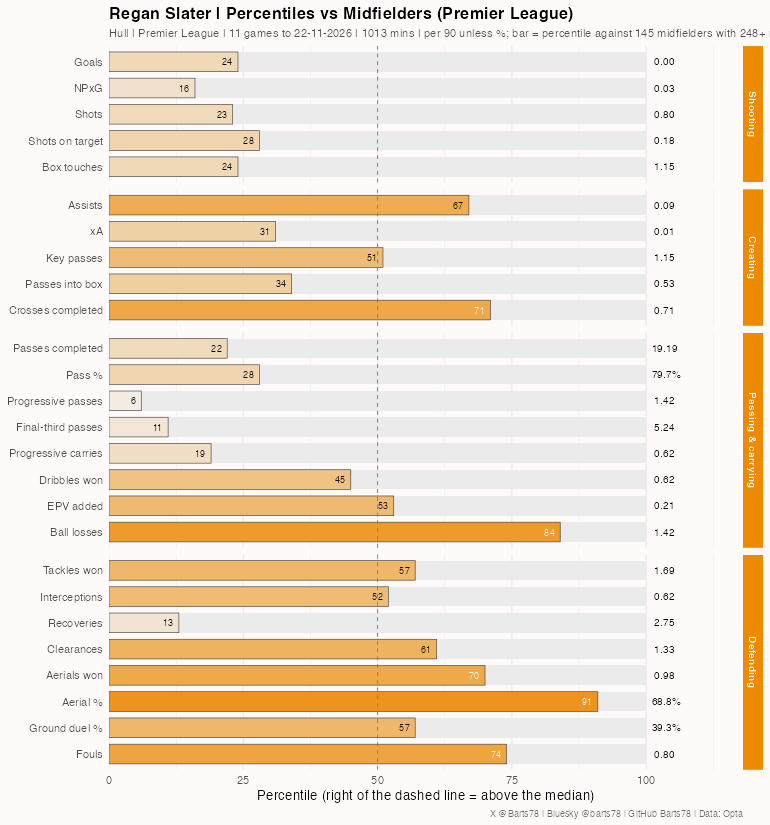 Regan Slater | Percentiles vs Midfielders (Premier League)
Hull | Premier League | 11 games to 22-11-2026 | 1013 mins | per 90 unless %; bar = percentile against 145 midfielders with 248+
Shooting
Goals 24 0.00
NPxG 16 0.03
Shots 23 0.80
Shots on target 28 0.18
Box touches 24 1.15
Creating
Assists 67 0.09
xA 31 0.01
Key passes 51 1.15
Passes into box 34 0.53
Crosses completed 71 0.71
Passing & carrying
Passes completed 22 19.19
Pass % 28 79.7%
Progressive passes 6 1.42
Final-third passes 11 5.24
Progressive carries 19 0.62
Dribbles won 45 0.62
EPV added 53 0.21
Ball losses 84 1.42
Defending
Tackles won 57 1.69
Interceptions 52 0.62
Recoveries 13 2.75
Clearances 61 1.33
Aerials won 70 0.98
Aerial % 91 68.8%
Ground duel % 57 39.3%
Fouls 74 0.80
0 25 50 75 100
Percentile (right of the dashed line = above the median)
X @Barts78 | Bluesky @barts78 | GitHub Barts78 | Data: Opta